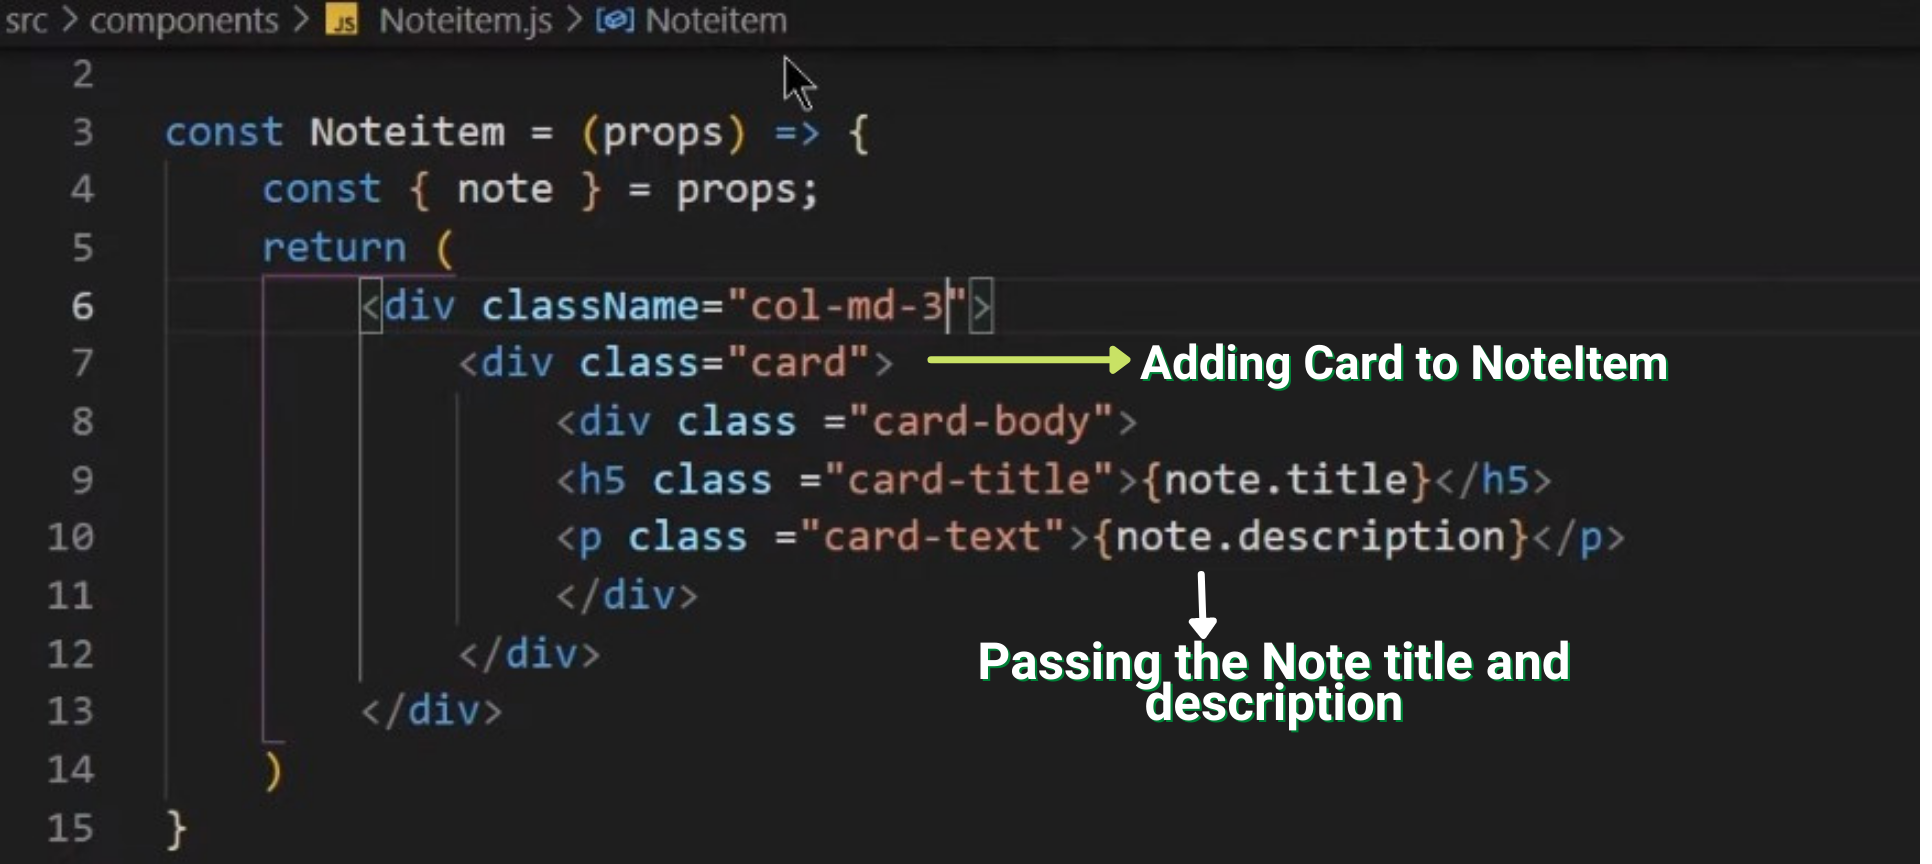 src > components > JS Noteitem.js > Noteitem
2
3 const Noteitem = (props) => {
4 const { note } = props;
5 return (
6 <div className="col-md-3">
7 <div class="card">
Adding Card to NoteItem
8 <div class ="card-body">
9 <h5 class ="card-title">{note.title}</h5>
10 <p class ="card-text">{note.description}</p>
11 </div>
12 </div>
Passing the Note title and
description
13 </div>
14 )
15 }